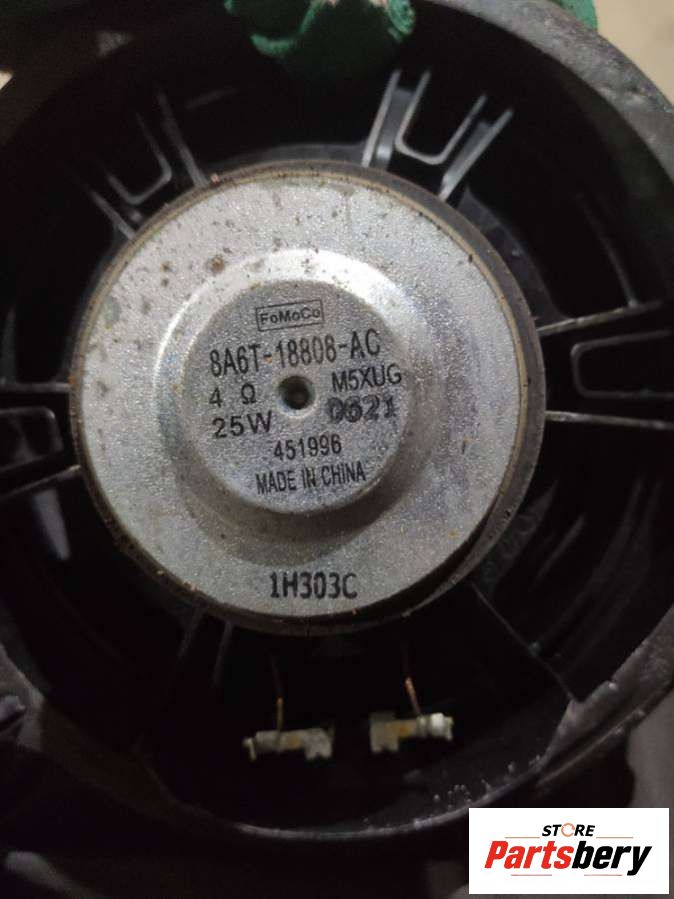 FoMoCo
8A6T-18808-AC
4 Ω M5XUG
25W 0621
451996
MADE IN CHINA
1H303C
STORE
Partsbery